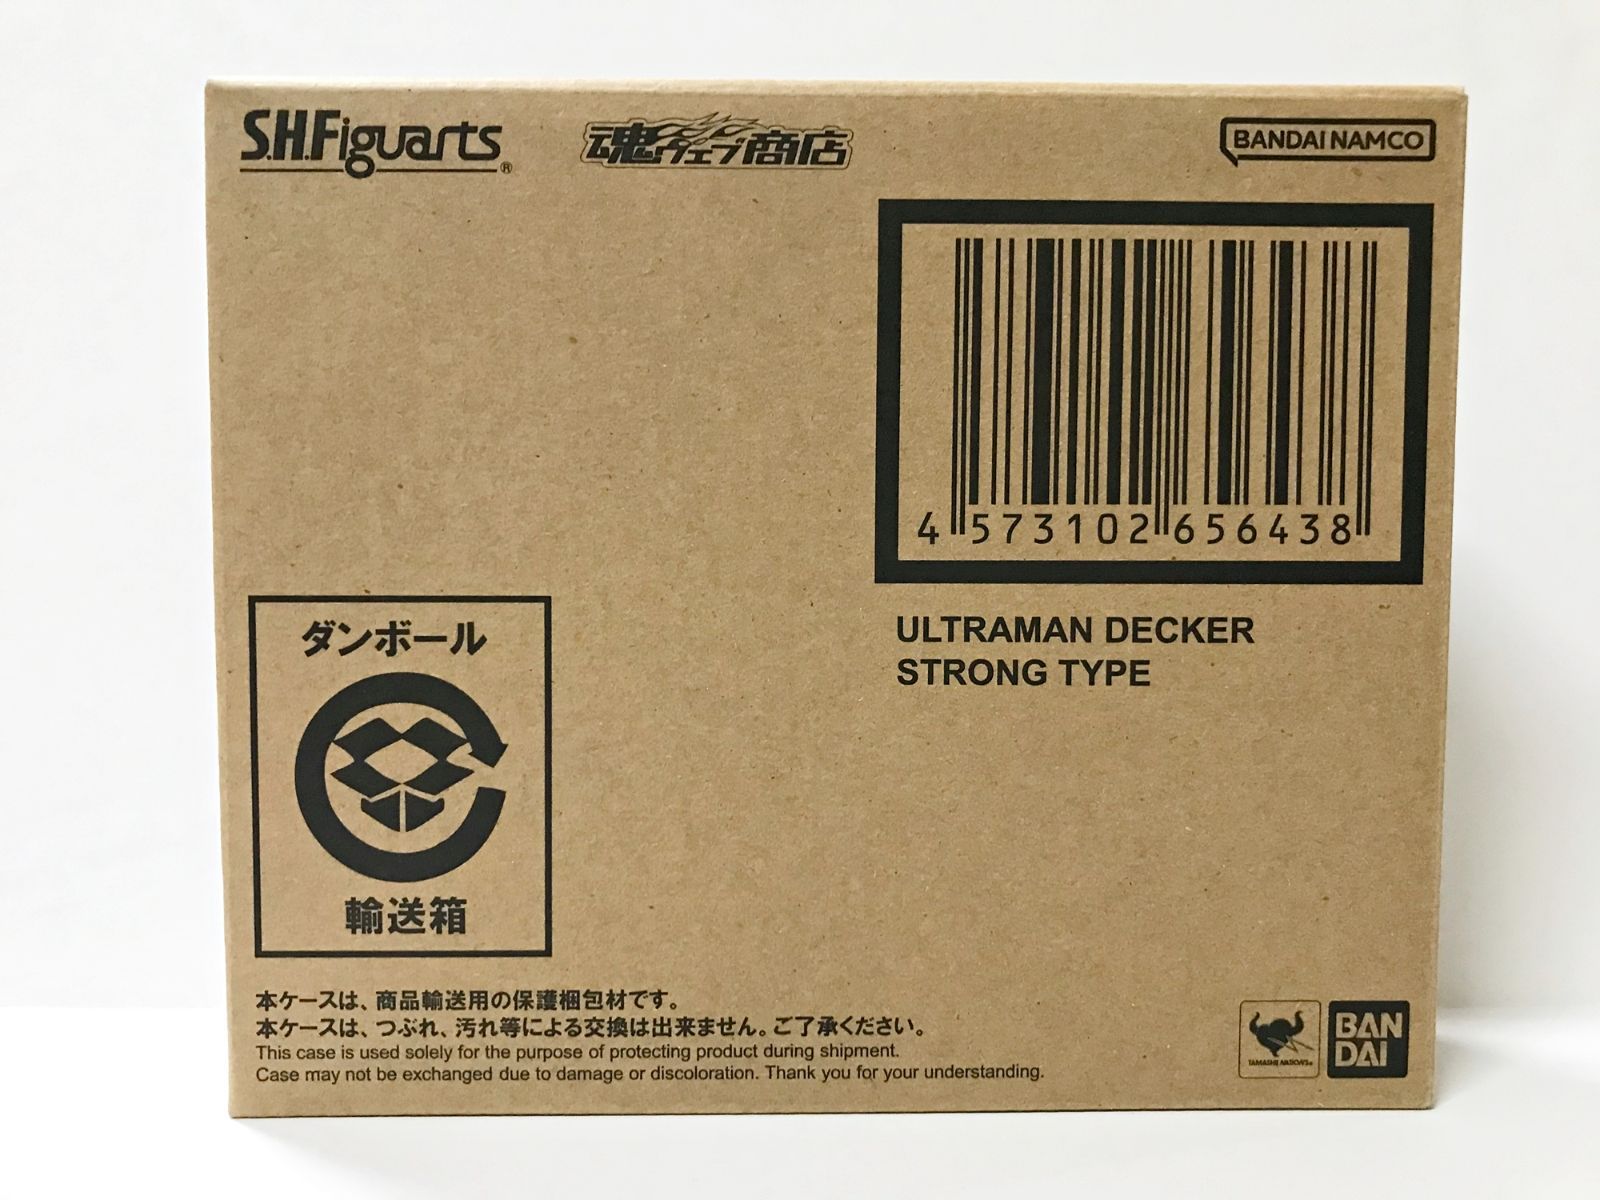 S.H.Figuarts®
魂ウェブ商店
BANDAI NAMCO
4 573102 656438
ULTRAMAN DECKER
STRONG TYPE
ダンボール
輸送箱
本ケースは、商品輸送用の保護梱包材です。
本ケースは、つぶれ、汚れ等による交換は出来ません。ご了承ください。
This case is used solely for the purpose of protecting product during shipment.
Case may not be exchanged due to damage or discoloration. Thank you for your understanding.
TAMASHII NATIONS®
BAN
DAI